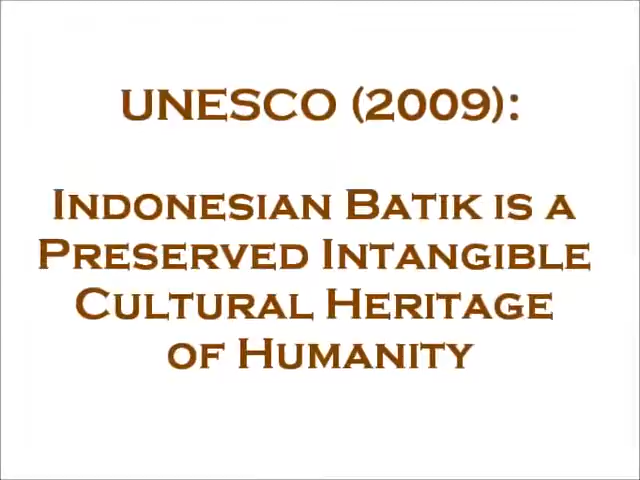 UNESCO (2009):
Indonesian Batik is a
Preserved Intangible
Cultural Heritage
of Humanity